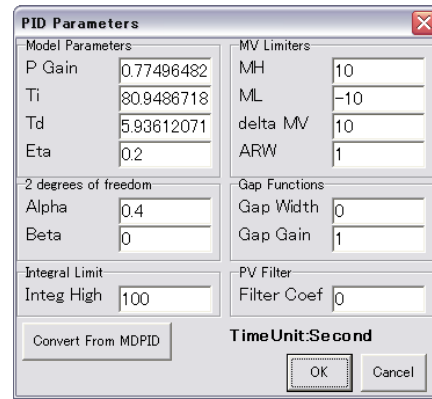 PID Parameters
Model Parameters
P Gain 0.77496482
Ti 80.9486718
Td 5.93612071
Eta 0.2
2 degrees of freedom
Alpha 0.4
Beta 0
Integral Limit
Integ High 100
Convert From MDPID
MV Limiters
MH 10
ML -10
delta MV 10
ARW 1
Gap Functions
Gap Width 0
Gap Gain 1
PV Filter
Filter Coef 0
TimeUnit:Second
OK Cancel